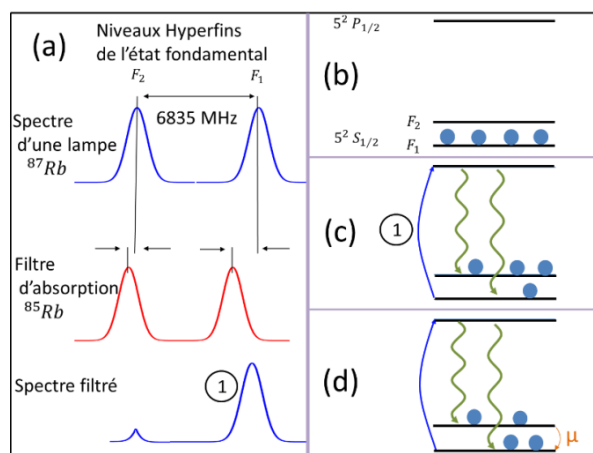 (a)
Niveaux Hyperfins
de l'état fondamental
F₂
F₁
6835 MHz
Spectre
d'une lampe
⁸⁷Rb
Filtre
d'absorption
⁸⁵Rb
Spectre filtré
1
5² P₁/₂
(b)
F₂
5² S₁/₂
F₁
(c)
1
(d)
μ